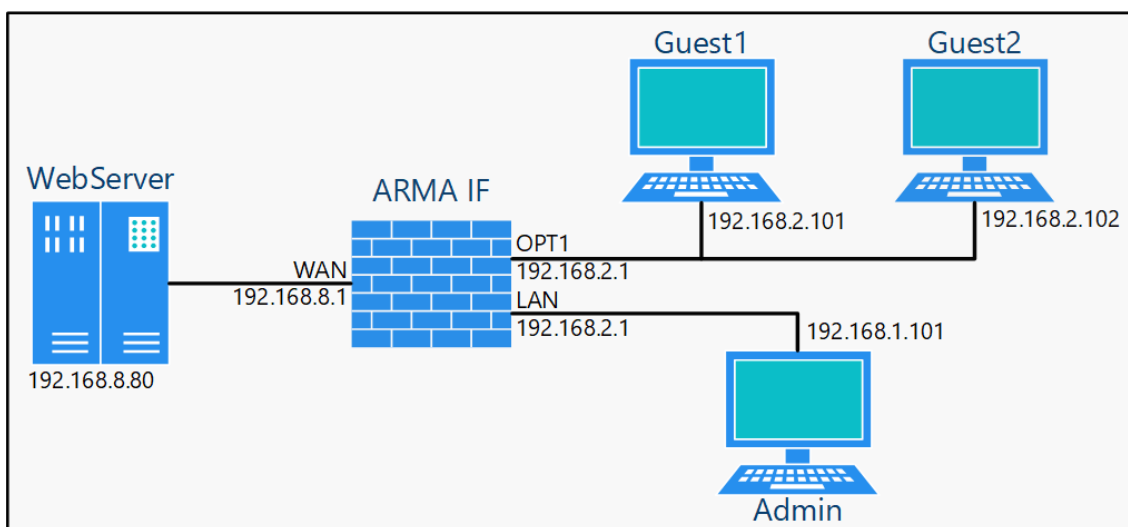 Guest1
Guest2
WebServer
ARMA IF
192.168.2.101
192.168.2.102
OPT1
192.168.2.1
WAN
192.168.8.1
LAN
192.168.2.1
192.168.1.101
192.168.8.80
Admin